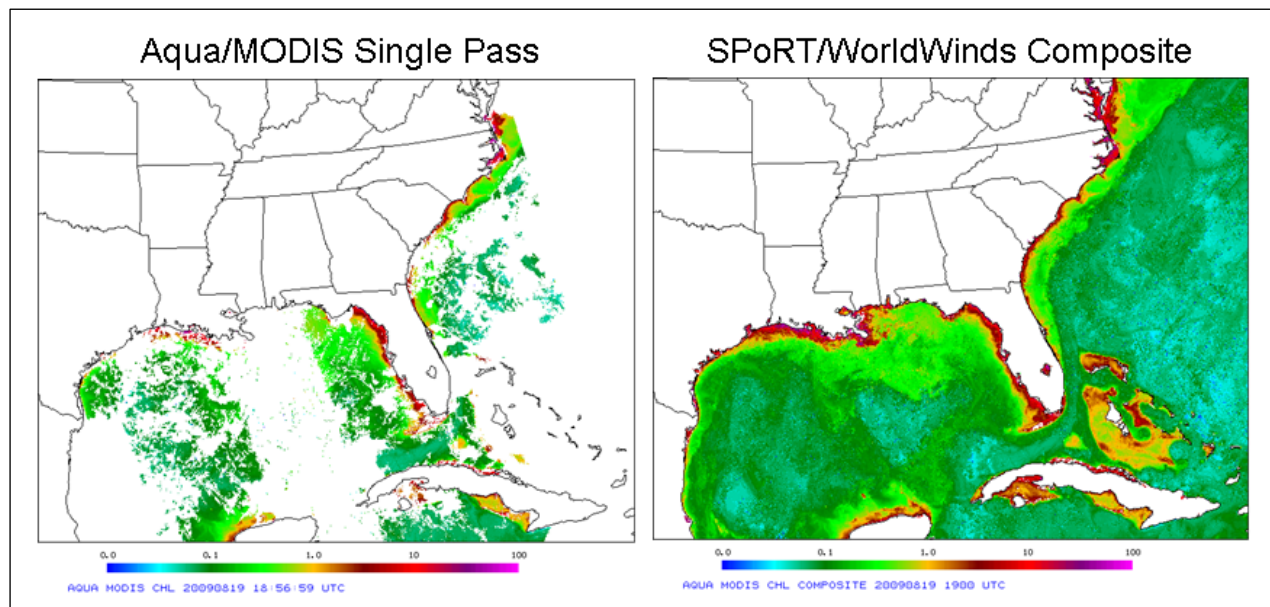 Aqua/MODIS Single Pass
SPoRT/WorldWinds Composite
0.0 0.1 1.0 10 100
AQUA MODIS CHL 20090819 18:56:59 UTC
0.0 0.1 1.0 10 100
AQUA MODIS CHL COMPOSITE 20090819 1900 UTC